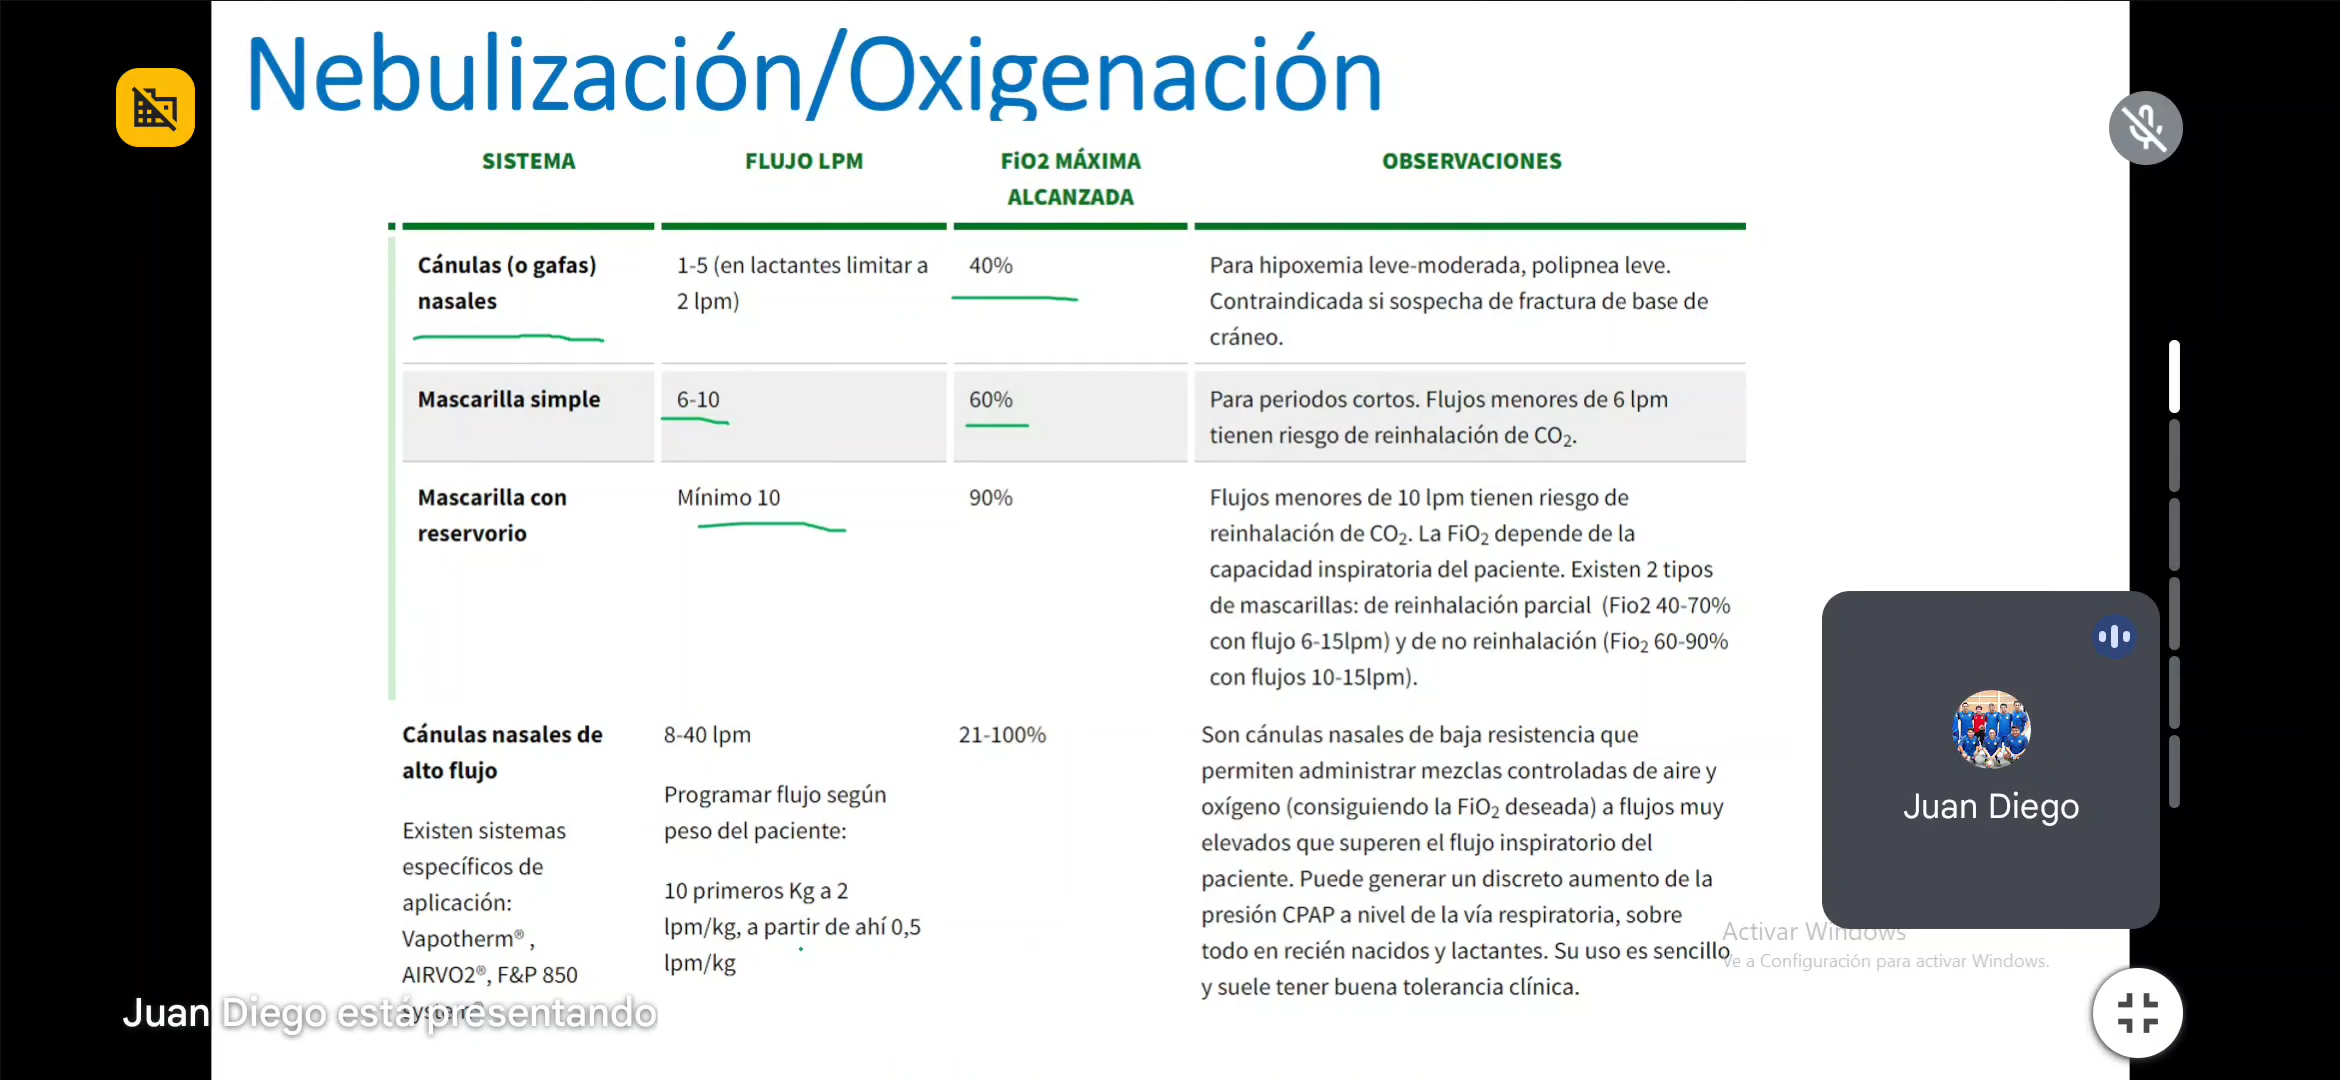 Nebulización/Oxigenación
SISTEMA
FLUJO LPM
FiO2 MÁXIMA
ALCANZADA
OBSERVACIONES
Cánulas (o gafas)
nasales
1-5 (en lactantes limitar a
2 lpm)
40%
Para hipoxemia leve-moderada, polipnea leve.
Contraindicada si sospecha de fractura de base de
cráneo.
Mascarilla simple
6-10
60%
Para periodos cortos. Flujos menores de 6 lpm
tienen riesgo de reinhalación de CO₂.
Mascarilla con
reservorio
Mínimo 10
90%
Flujos menores de 10 lpm tienen riesgo de
reinhalación de CO₂. La FiO₂ depende de la
capacidad inspiratoria del paciente. Existen 2 tipos
de mascarillas: de reinhalación parcial (Fio2 40-70%
con flujo 6-15lpm) y de no reinhalación (Fio₂ 60-90%
con flujos 10-15lpm).
Cánulas nasales de
alto flujo
Existen sistemas
específicos de
aplicación:
Vapotherm®,
AIRVO2®, F&P 850
system®
8-40 lpm
Programar flujo según
peso del paciente:
10 primeros Kg a 2
lpm/kg, a partir de ahí 0,5
lpm/kg
21-100%
Son cánulas nasales de baja resistencia que
permiten administrar mezclas controladas de aire y
oxígeno (consiguiendo la FiO₂ deseada) a flujos muy
elevados que superen el flujo inspiratorio del
paciente. Puede generar un discreto aumento de la
presión CPAP a nivel de la vía respiratoria, sobre
todo en recién nacidos y lactantes. Su uso es sencillo
y suele tener buena tolerancia clínica.
Juan Diego
Activar Windows
Ve a Configuración para activar Windows.
Juan Diego está presentando